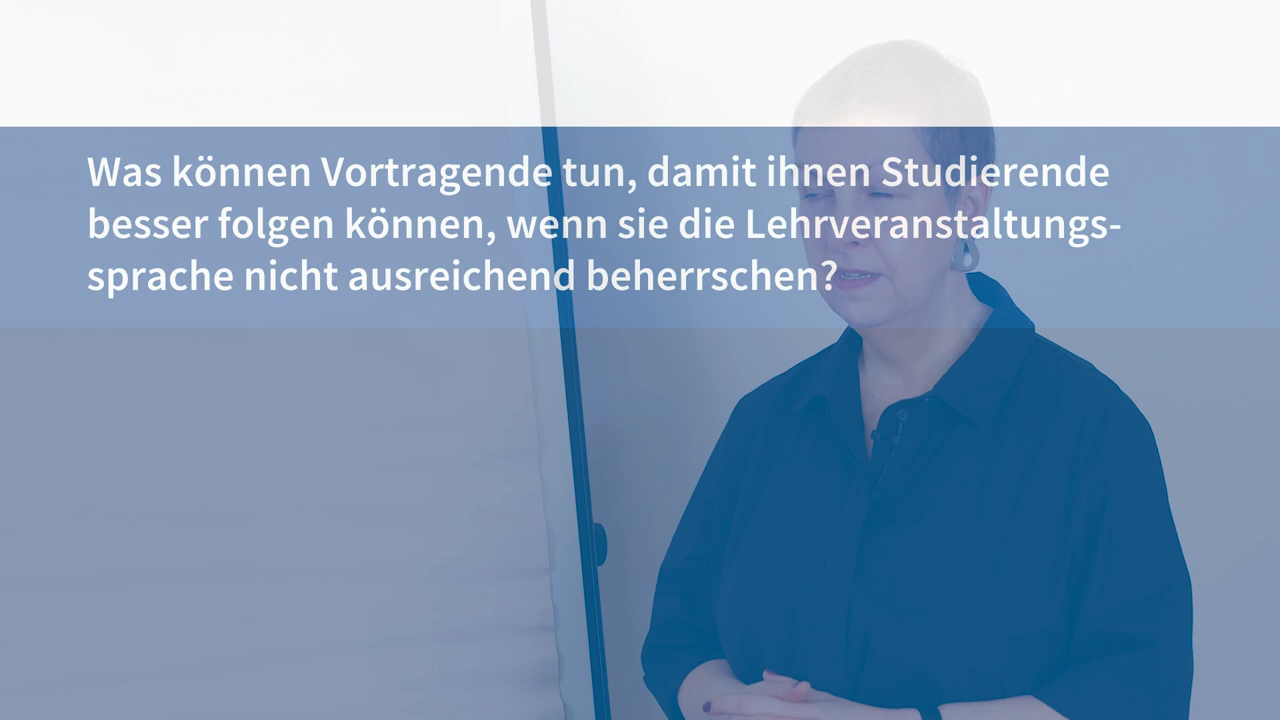 Was können Vortragende tun, damit ihnen Studierende
besser folgen können, wenn sie die Lehrveranstaltungs-
sprache nicht ausreichend beherrschen?